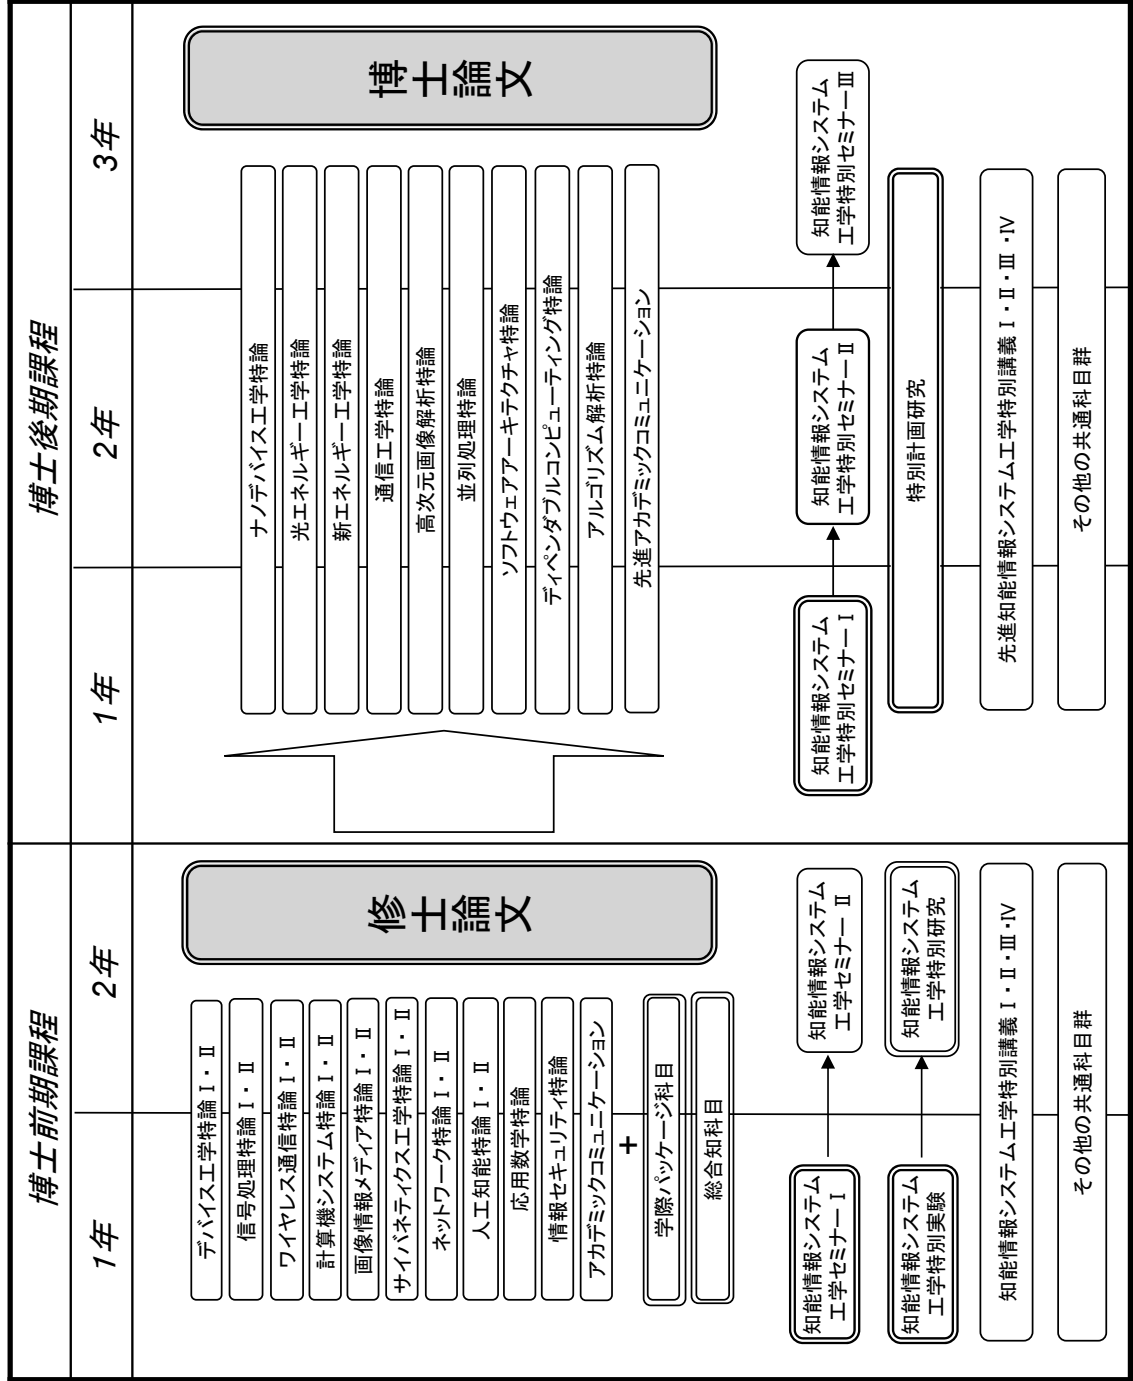 博士前期課程
博士後期課程
1年
2年
1年
2年
3年
デバイス工学特論Ⅰ・Ⅱ
信号処理特論Ⅰ・Ⅱ
ワイヤレス通信特論Ⅰ・Ⅱ
計算機システム特論Ⅰ・Ⅱ
画像情報メディア特論Ⅰ・Ⅱ
サイバネティクス工学特論Ⅰ・Ⅱ
ネットワーク特論Ⅰ・Ⅱ
人工知能特論Ⅰ・Ⅱ
応用数学特論
情報セキュリティ特論
アカデミックコミュニケーション
+
学際パッケージ科目
総合知科目
修士論文
知能情報システム
工学セミナーⅠ
知能情報システム
工学セミナーⅡ
知能情報システム
工学特別実験
知能情報システム
工学特別研究
知能情報システム工学特別講義Ⅰ・Ⅱ・Ⅲ・Ⅳ
その他の共通科目群
ナノデバイス工学特論
光エネルギー工学特論
新エネルギー工学特論
通信工学特論
高次元画像解析特論
並列処理特論
ソフトウェアアーキテクチャ特論
ディペンダブルコンピューティング特論
アルゴリズム解析特論
先進アカデミックコミュニケーション
博士論文
知能情報システム
工学特別セミナーⅠ
知能情報システム
工学特別セミナーⅡ
知能情報システム
工学特別セミナーⅢ
特別計画研究
先進知能情報システム工学特別講義Ⅰ・Ⅱ・Ⅲ・Ⅳ
その他の共通科目群